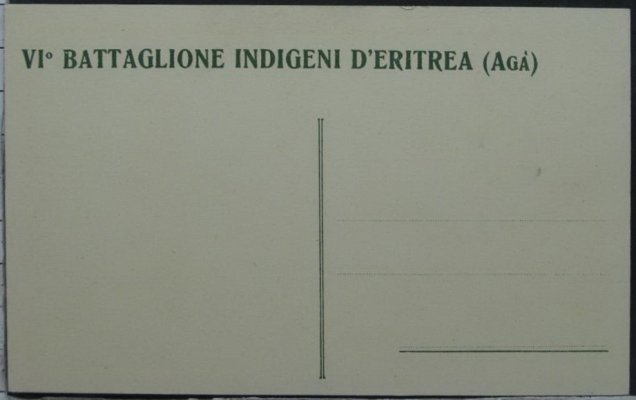 VI° BATTAGLIONE INDIGENI D'ERITREA (AGÀ)